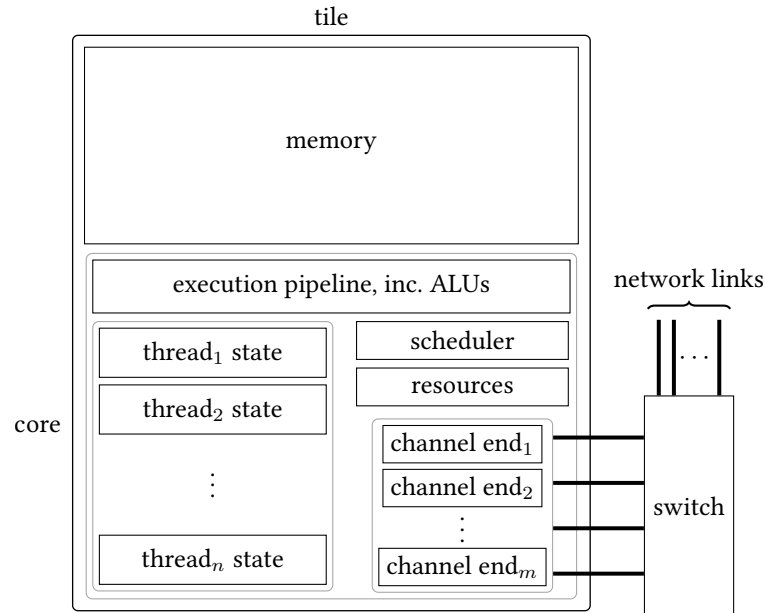 tile
memory
execution pipeline, inc. ALUs
network links
thread₁ state
scheduler
. . .
resources
thread₂ state
core
channel end₁
channel end₂
⋮
switch
⋮
threadₙ state
channel endₘ